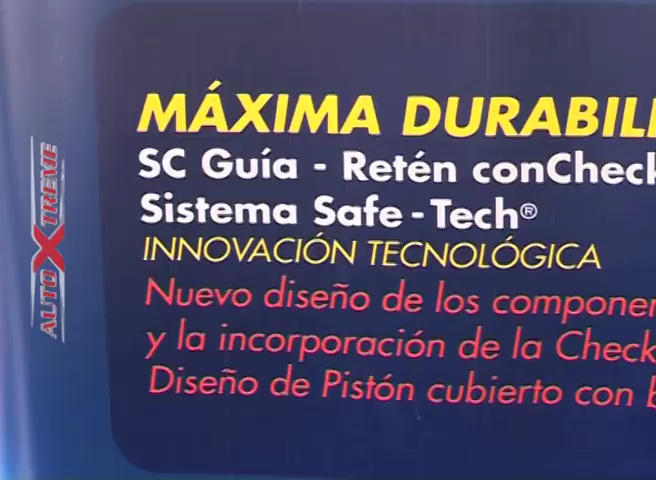 MÁXIMA DURABILI
SC Guía - Retén conCheck
Sistema Safe-Tech®
INNOVACIÓN TECNOLÓGICA
Nuevo diseño de los componen
y la incorporación de la Check
Diseño de Pistón cubierto con b
AUTO XTREME